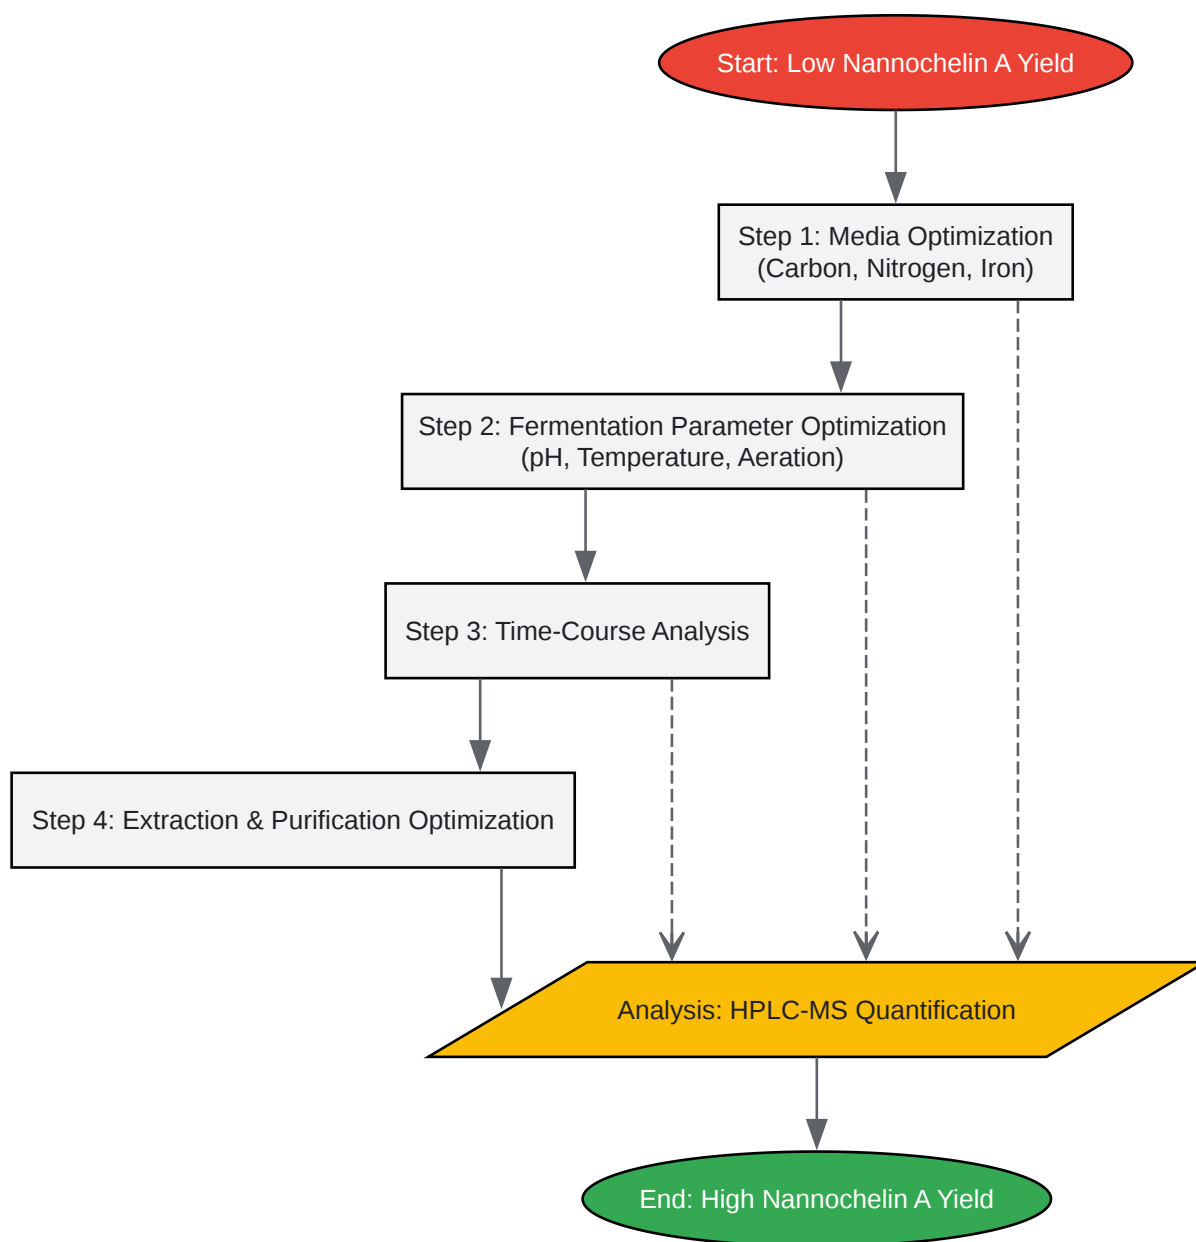 Start: Low Nannochelin A Yield
Step 1: Media Optimization
(Carbon, Nitrogen, Iron)
Step 2: Fermentation Parameter Optimization
(pH, Temperature, Aeration)
Step 3: Time-Course Analysis
Step 4: Extraction & Purification Optimization
Analysis: HPLC-MS Quantification
End: High Nannochelin A Yield